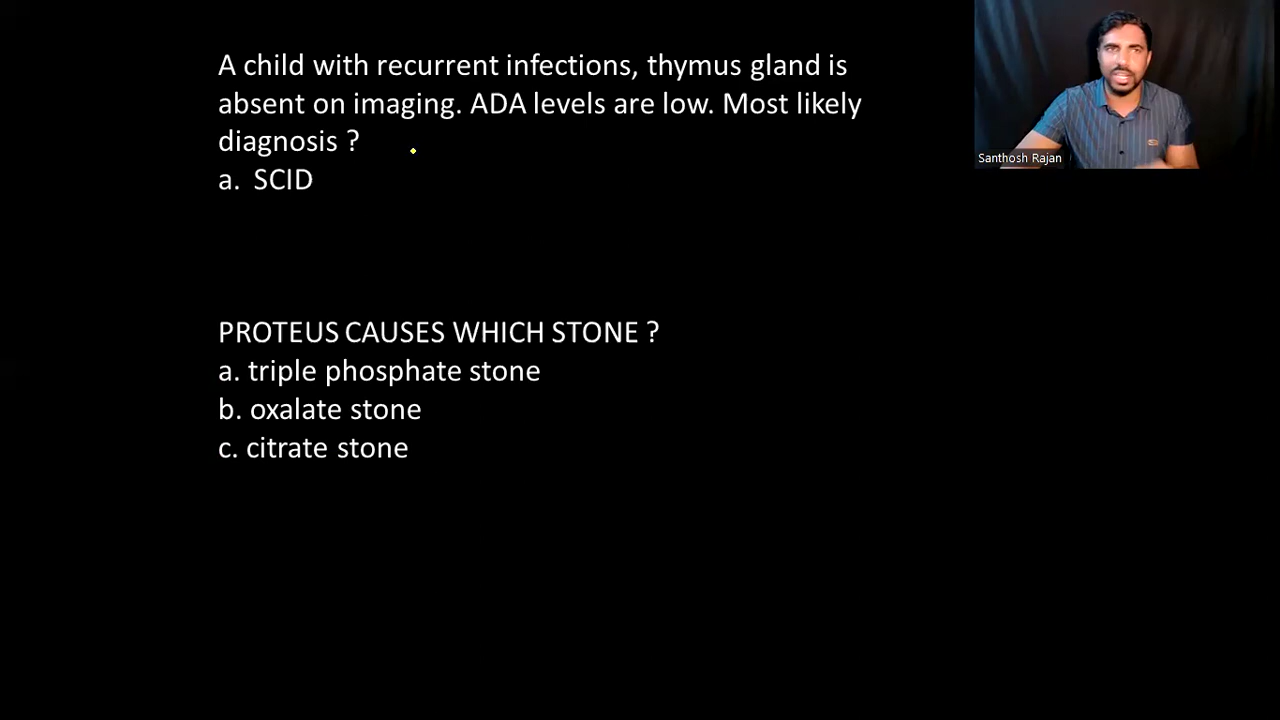 A child with recurrent infections, thymus gland is
absent on imaging. ADA levels are low. Most likely
diagnosis ?
a. SCID
Santhosh Rajan
PROTEUS CAUSES WHICH STONE ?
a. triple phosphate stone
b. oxalate stone
c. citrate stone